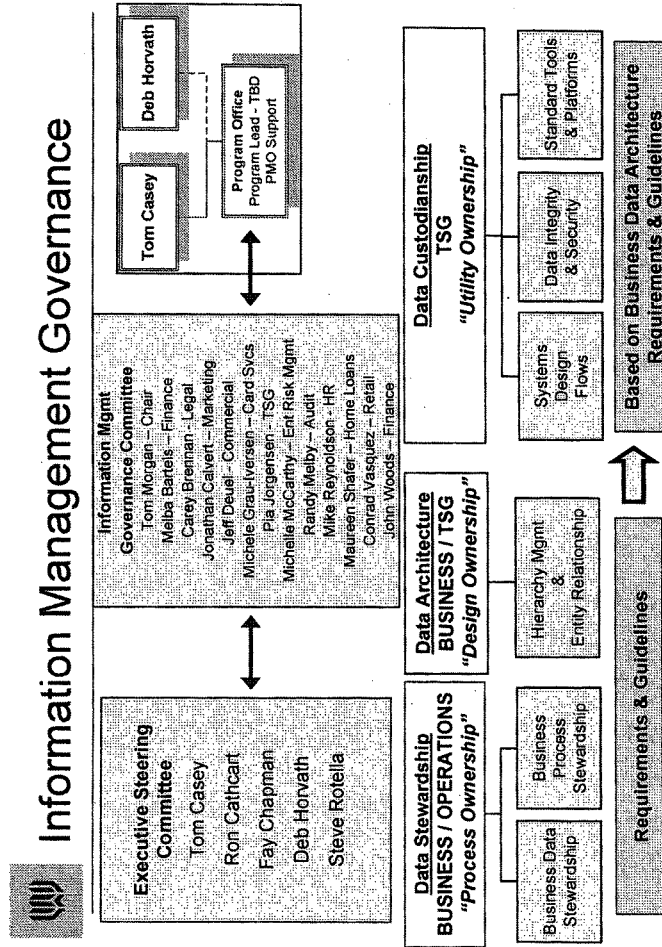 Information Management Governance
Executive Steering
Committee
Tom Casey
Ron Cathcart
Fay Chapman
Deb Horvath
Steve Rotella
Information Mgmt
Governance Committee
Tom Morgan – Chair
Melba Bartels – Finance
Carey Brennan - Legal
Jonathan Calvert – Marketing
Jeff Deuel - Commercial
Michele Grau-Iversen – Card Svcs
Pia Jorgensen - TSG
Michelle McCarthy – Ent Risk Mgmt
Randy Melby – Audit
Mike Reynoldson - HR
Maureen Shafer – Home Loans
Conrad Vasquez – Retail
John Woods – Finance
Tom Casey
Deb Horvath
Program Office
Program Lead - TBD
PMO Support
Data Stewardship
BUSINESS / OPERATIONS
"Process Ownership"
Data Architecture
BUSINESS / TSG
"Design Ownership"
Data Custodianship
TSG
"Utility Ownership"
Business Data
Stewardship
Business
Process
Stewardship
Hierarchy Mgmt
&
Entity Relationship
Systems
Design
Flows
Data Integrity
& Security
Standard Tools
& Platforms
Requirements & Guidelines
Based on Business Data Architecture
Requirements & Guidelines